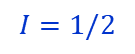 I = 1/2